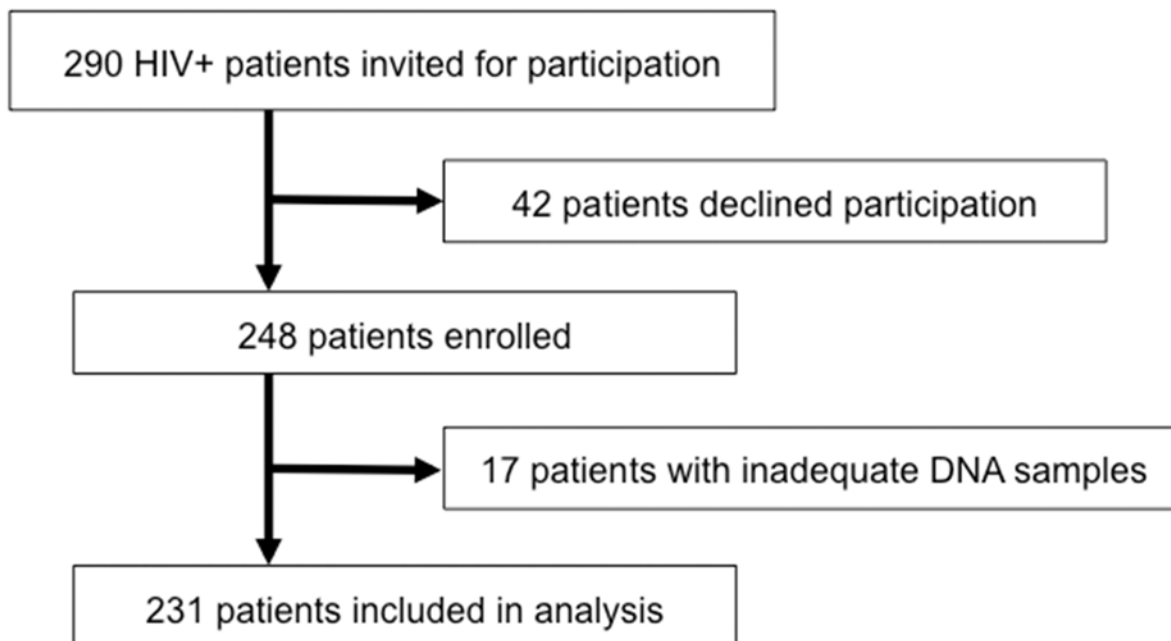 290 HIV+ patients invited for participation
42 patients declined participation
248 patients enrolled
17 patients with inadequate DNA samples
231 patients included in analysis